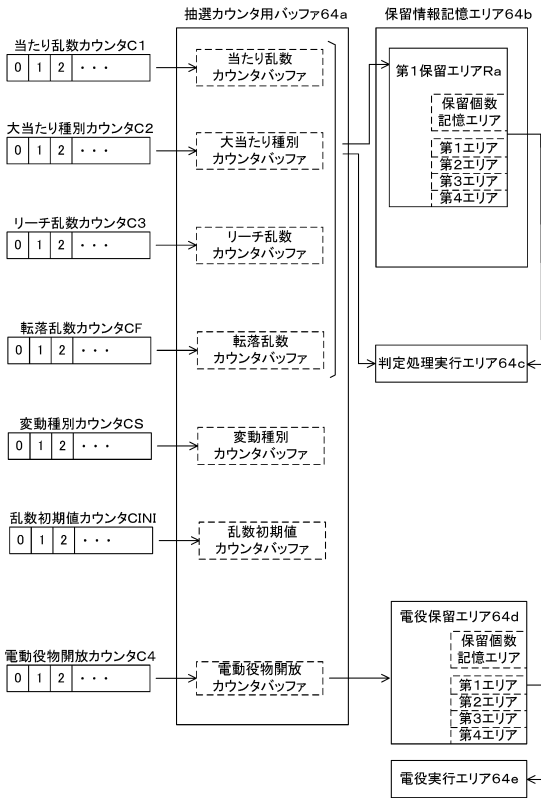 抽選カウンタ用バッファ64a
保留情報記憶エリア64b
当たり乱数カウンタC1
0 1 2 ・・・
当たり乱数
カウンタバッファ
第1保留エリアRa
保留個数
記憶エリア
第1エリア
第2エリア
第3エリア
第4エリア
大当たり種別カウンタC2
0 1 2 ・・・
大当たり種別
カウンタバッファ
リーチ乱数カウンタC3
0 1 2 ・・・
リーチ乱数
カウンタバッファ
転落乱数カウンタCF
0 1 2 ・・・
転落乱数
カウンタバッファ
判定処理実行エリア64c
変動種別カウンタCS
0 1 2 ・・・
変動種別
カウンタバッファ
乱数初期値カウンタCINI
0 1 2 ・・・
乱数初期値
カウンタバッファ
電動役物開放カウンタC4
0 1 2 ・・・
電動役物開放
カウンタバッファ
電役保留エリア64d
保留個数
記憶エリア
第1エリア
第2エリア
第3エリア
第4エリア
電役実行エリア64e